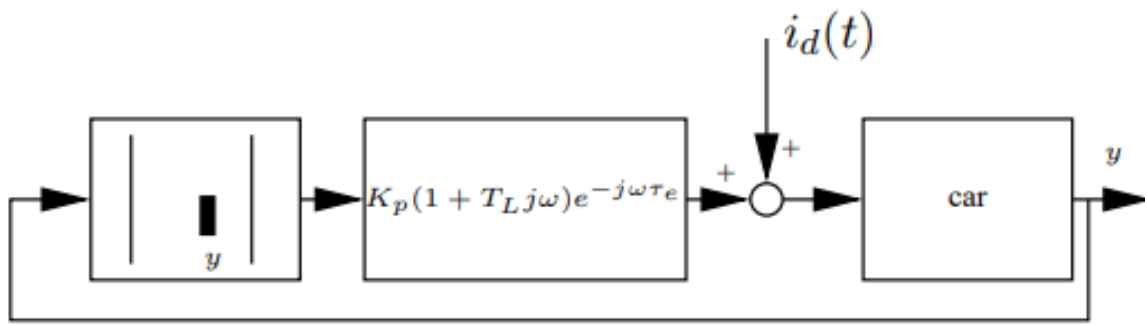 i_d(t)
+
y
+
K_p(1 + T_L jω)e^{-jωτ_e}
car
y